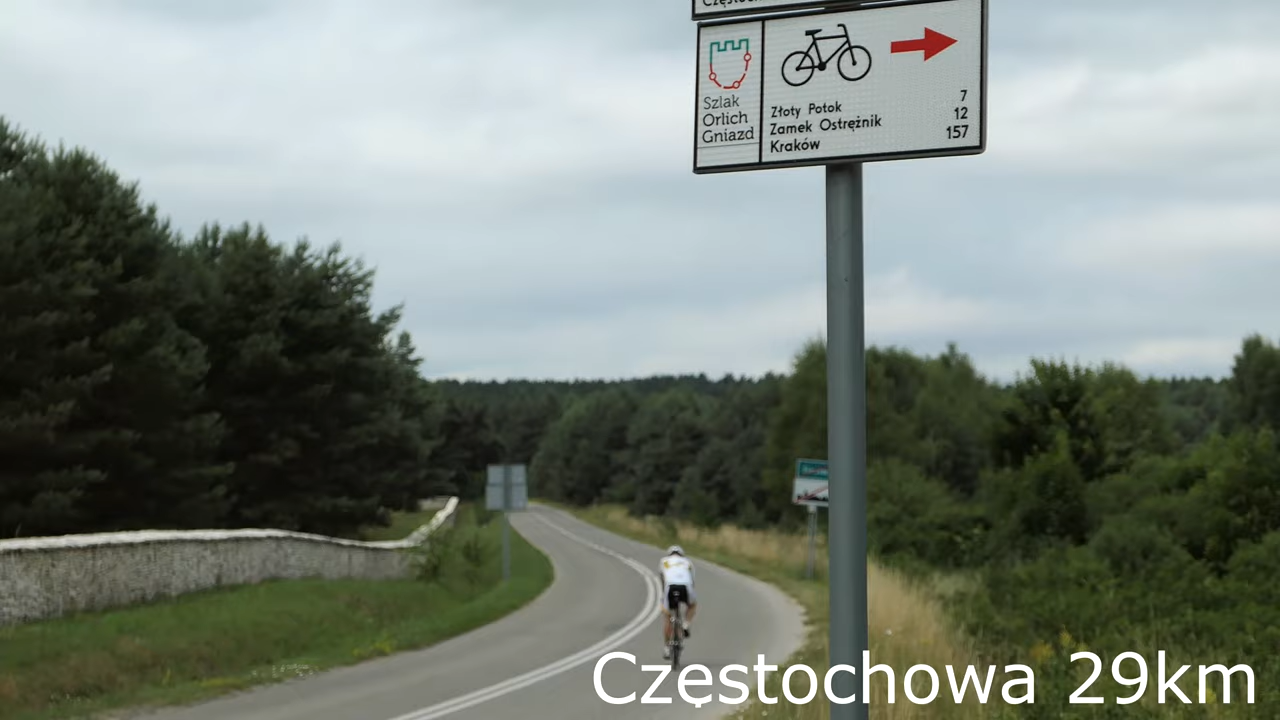 Szlak
Orlich
Gniazd
Złoty Potok 7
Zamek Ostrężnik 12
Kraków 157
Częstochowa 29km